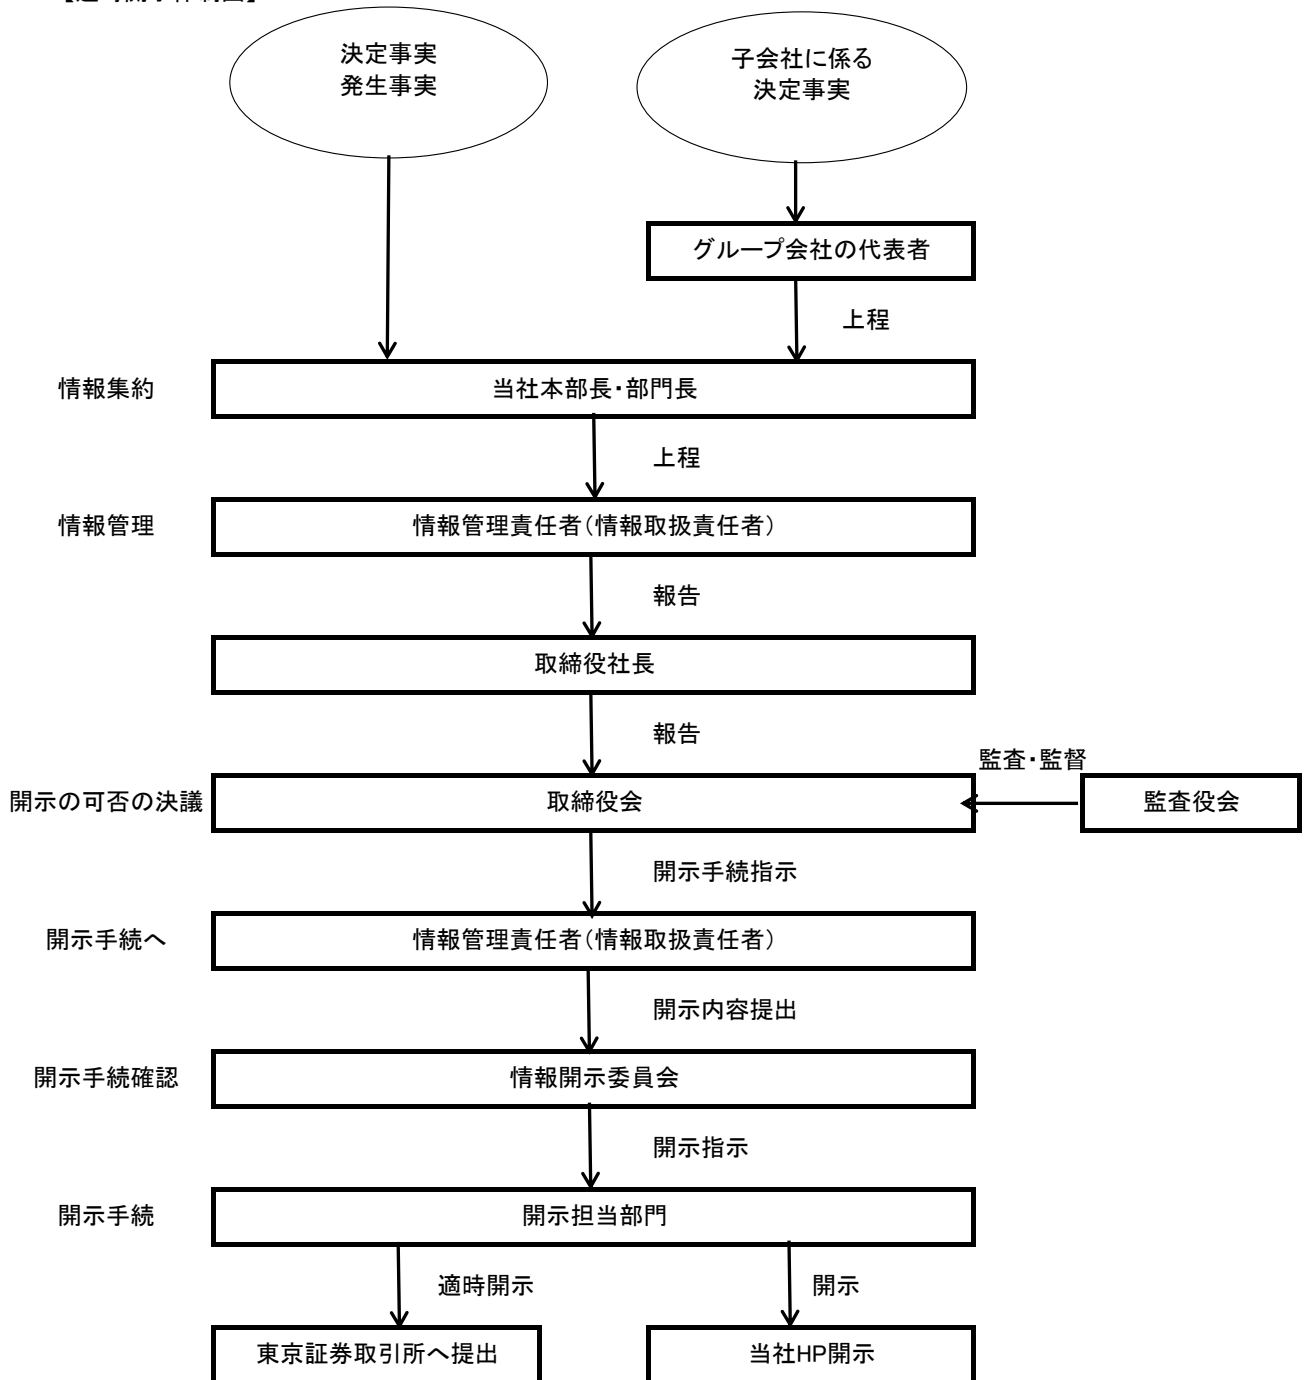 決定事実
発生事実
子会社に係る
決定事実
グループ会社の代表者
上程
情報集約
当社本部長・部門長
上程
情報管理
情報管理責任者(情報取扱責任者)
報告
取締役社長
報告
監査・監督
開示の可否の決議
取締役会
監査役会
開示手続指示
開示手続へ
情報管理責任者(情報取扱責任者)
開示内容提出
開示手続確認
情報開示委員会
開示指示
開示手続
開示担当部門
適時開示
開示
東京証券取引所へ提出
当社HP開示